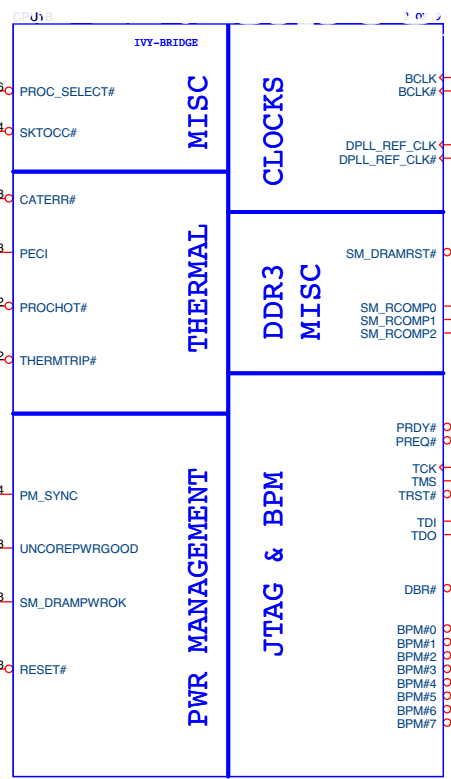 IVY-BRIDGE
MISC
PROC_SELECT#
SKTOCC#
THERMAL
CATERR#
PECI
PROCHOT#
THERMTRIP#
PWR MANAGEMENT
PM_SYNC
UNCOREPWRGOOD
SM_DRAMPWROK
RESET#
CLOCKS
BCLK
BCLK#
DPLL_REF_CLK
DPLL_REF_CLK#
DDR3
MISC
SM_DRAMRST#
SM_RCOMP0
SM_RCOMP1
SM_RCOMP2
JTAG & BPM
PRDY#
PREQ#
TCK
TMS
TRST#
TDI
TDO
DBR#
BPM#0
BPM#1
BPM#2
BPM#3
BPM#4
BPM#5
BPM#6
BPM#7